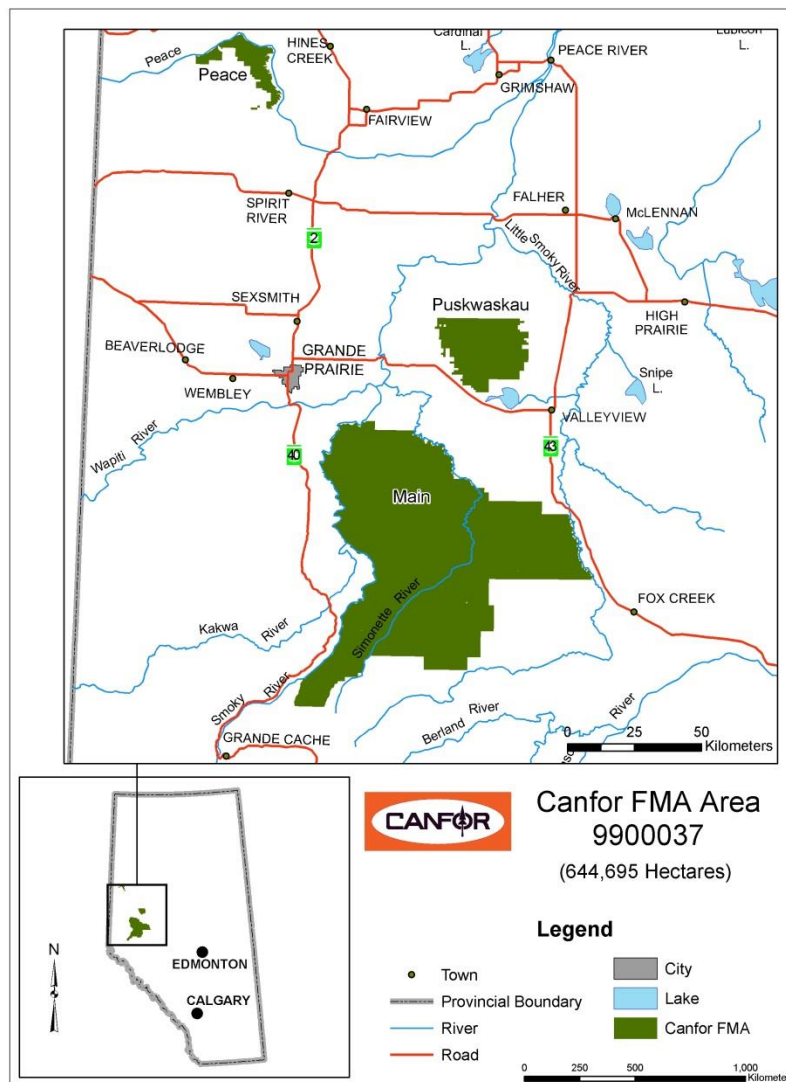 Cardinal
L.
Lubicon
L.
HINES
CREEK
Peace
Peace
PEACE RIVER
GRIMSHAW
FAIRVIEW
SPIRIT
RIVER
FALHER
McLENNAN
2
Little Smoky River
SEXSMITH
Puskwaskau
HIGH
PRAIRIE
BEAVERLODGE
GRANDE
PRAIRIE
WEMBLEY
Snipe
L.
VALLEYVIEW
Wapiti River
40
43
Main
Kakwa River
Simonette River
FOX CREEK
Smoky River
Berland River
River
GRANDE CACHE
0 25 50
Kilometers
CANFOR
Canfor FMA Area
9900037
(644,695 Hectares)
N
EDMONTON
CALGARY
Legend
Town
Provincial Boundary
River
Road
City
Lake
Canfor FMA
0 250 500 1,000
Kilomete